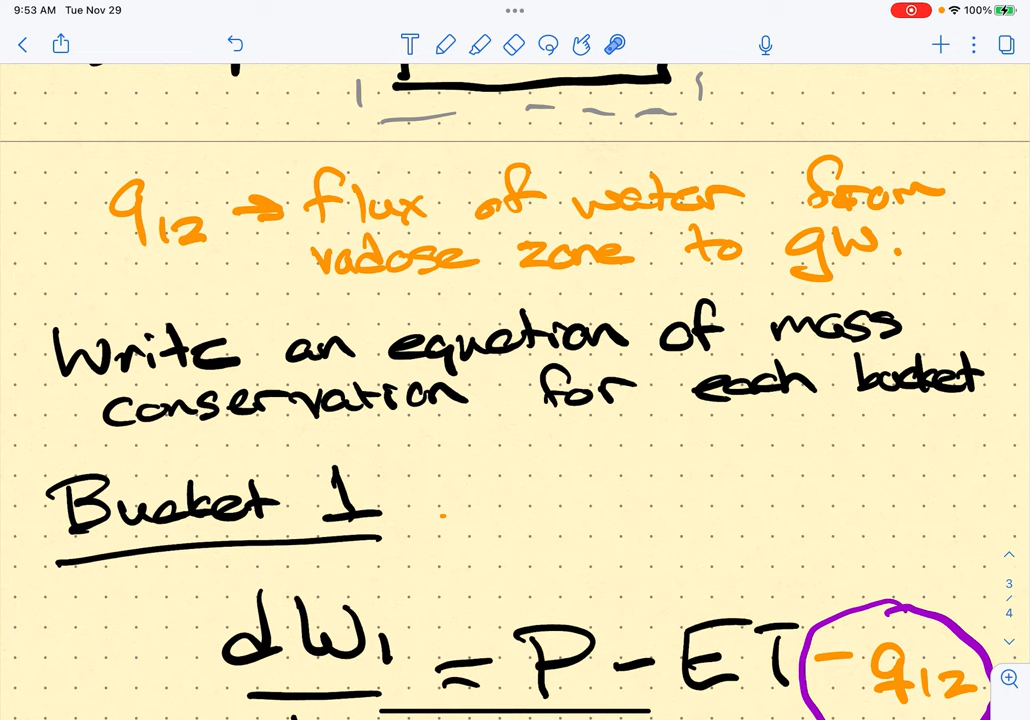 9:53 AM Tue Nov 29
100%
T
q12 → flux of water from
vadose zone to gw.
Write an equation of mass
conservation for each bucket
Bucket 1
3
/
4
dW1 = P - ET - q12